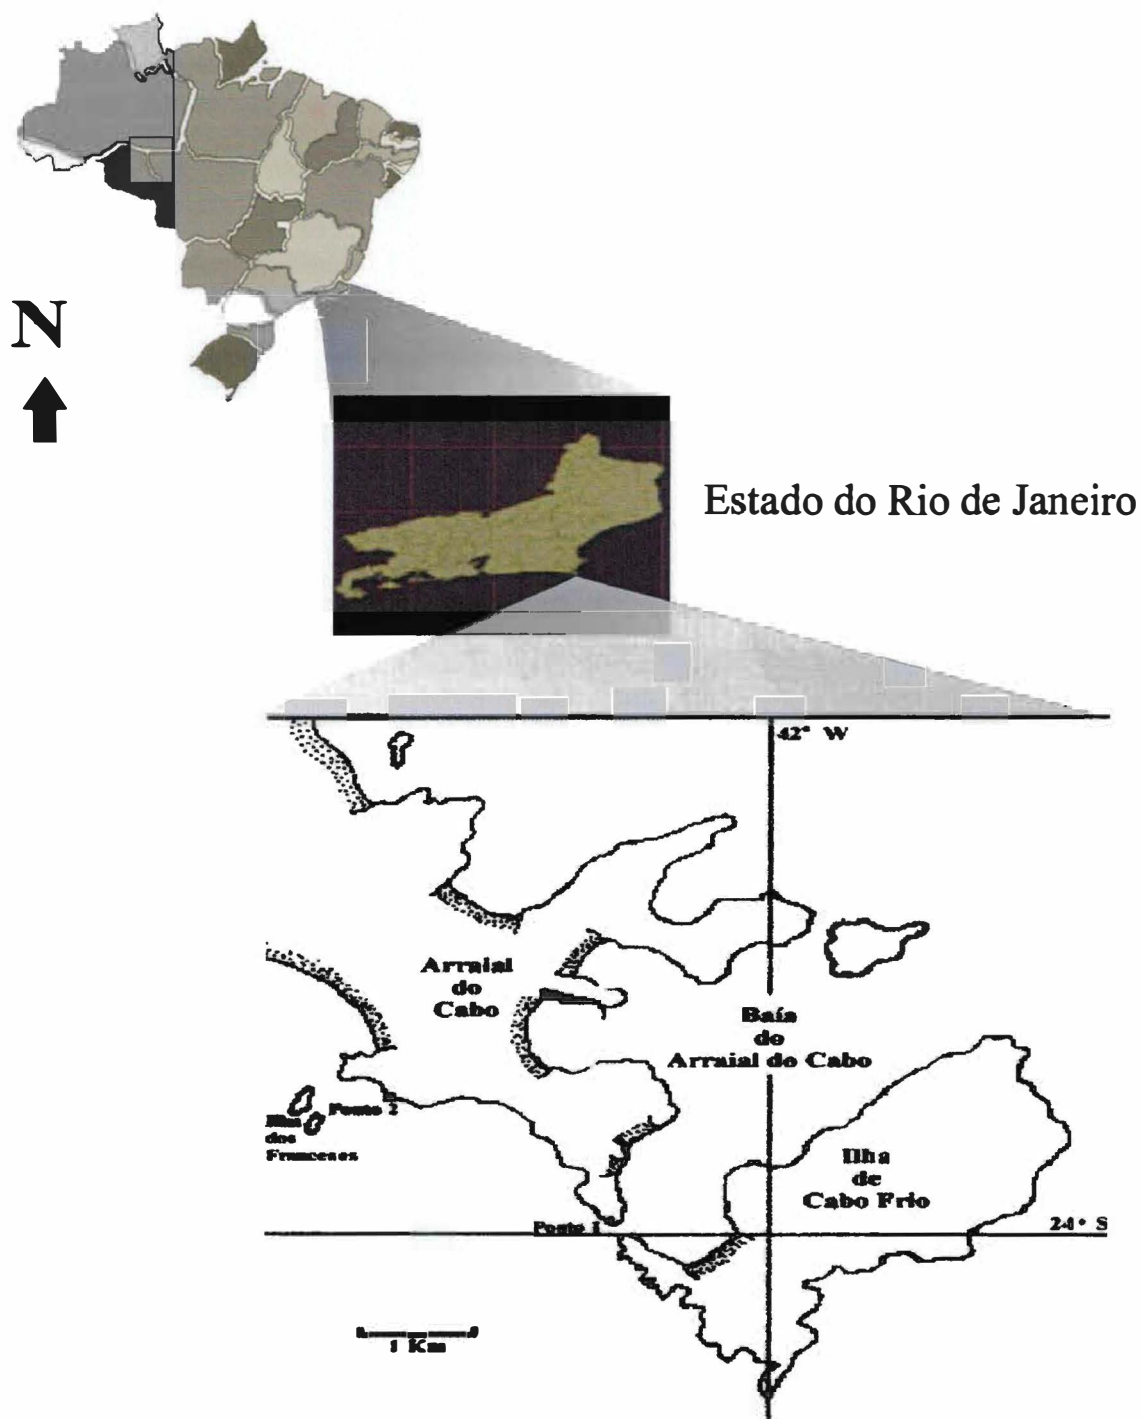 N
Estado do Rio de Janeiro
42° W
Arraial
do
Cabo
Baía
do
Arraial do Cabo
Ponto 2
Ilha
dos
Franceses
Ilha
de
Cabo Frio
Ponto 1
24° S
1 Km